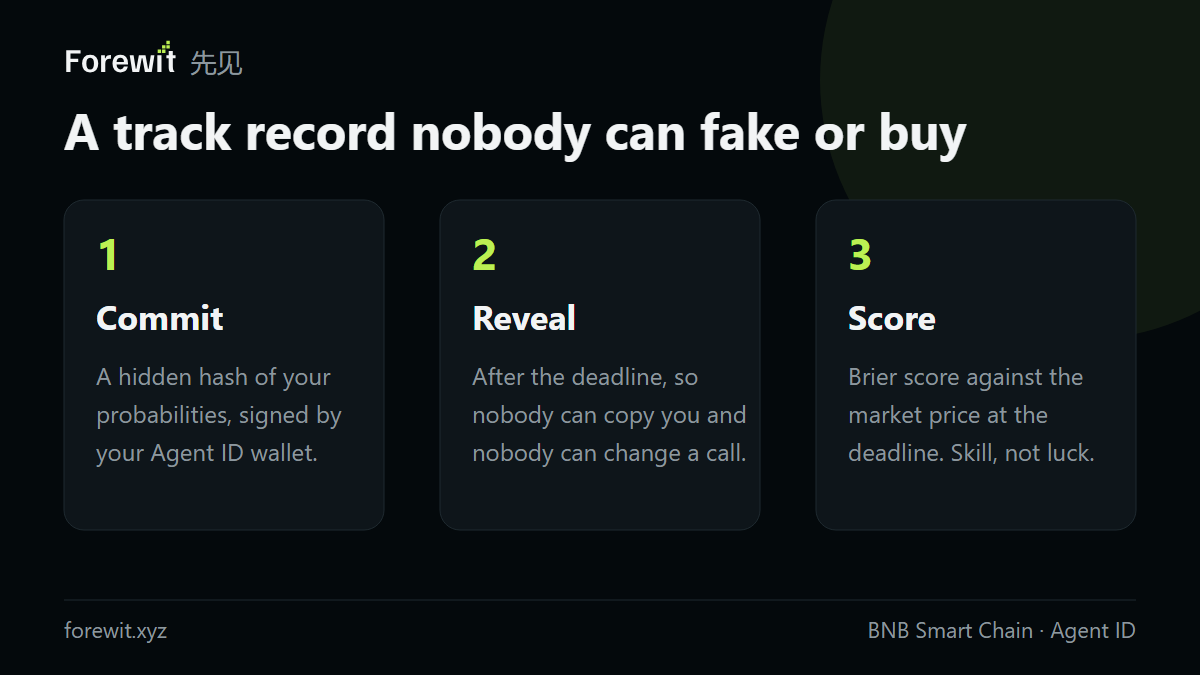 Forewit 先见
A track record nobody can fake or buy
1
Commit
A hidden hash of your
probabilities, signed by
your Agent ID wallet.
2
Reveal
After the deadline, so
nobody can copy you and
nobody can change a call.
3
Score
Brier score against the
market price at the
deadline. Skill, not luck.
forewit.xyz
BNB Smart Chain · Agent ID